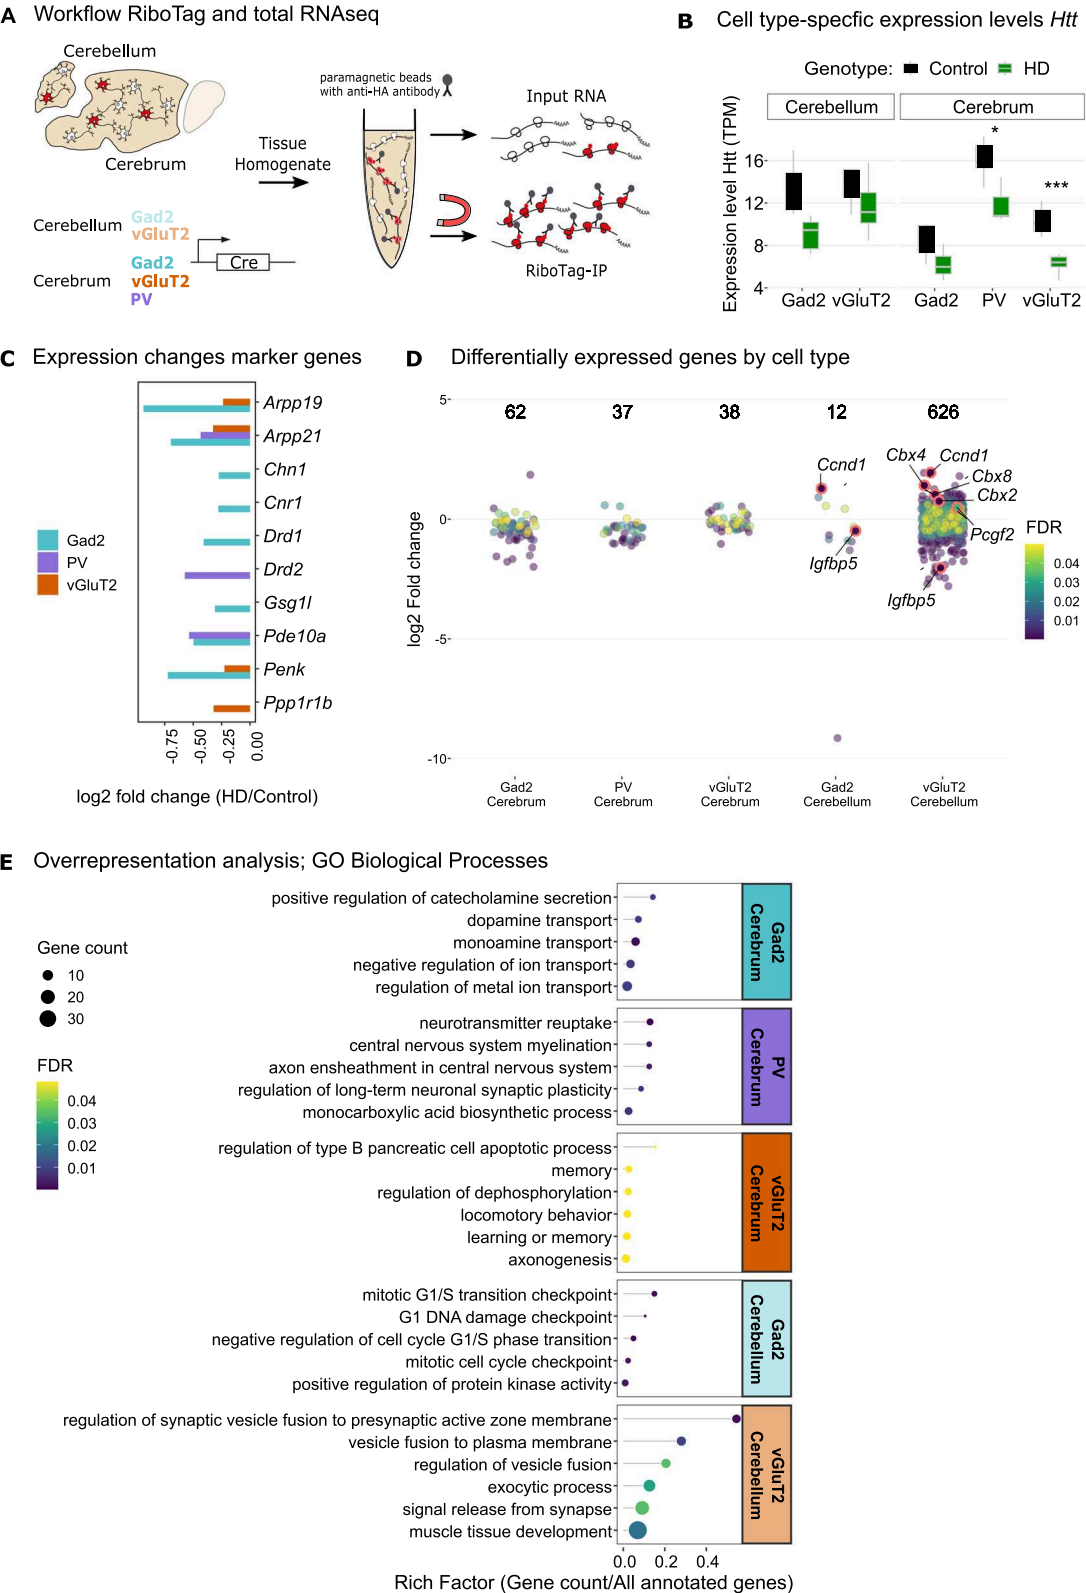 A Workflow RiboTag and total RNAseq
Cerebellum
Cerebrum
Tissue
Homogenate
paramagnetic beads
with anti-HA antibody
Input RNA
RiboTag-IP
Cerebellum
Gad2
vGluT2
Cerebrum
Gad2
vGluT2
PV
Cre
B Cell type-specfic expression levels Htt
Genotype: Control HD
Cerebellum Cerebrum
Expression level Htt (TPM)
16
12
8
4
*
***
Gad2 vGluT2 Gad2 PV vGluT2
C Expression changes marker genes
Gad2
PV
vGluT2
Arpp19
Arpp21
Chn1
Cnr1
Drd1
Drd2
Gsg1l
Pde10a
Penk
Ppp1r1b
-0.75 -0.50 -0.25 0.00
log2 fold change (HD/Control)
D Differentially expressed genes by cell type
log2 Fold change
5
0
-5
-10
62 37 38 12 626
Ccnd1
Igfbp5
Cbx4 Ccnd1
Cbx8
Cbx2
Pcgf2
Igfbp5
FDR
0.04
0.03
0.02
0.01
Gad2
Cerebrum
PV
Cerebrum
vGluT2
Cerebrum
Gad2
Cerebellum
vGluT2
Cerebellum
E Overrepresentation analysis; GO Biological Processes
Gene count
10
20
30
FDR
0.04
0.03
0.02
0.01
positive regulation of catecholamine secretion
dopamine transport
monoamine transport
negative regulation of ion transport
regulation of metal ion transport
Gad2
Cerebrum
neurotransmitter reuptake
central nervous system myelination
axon ensheathment in central nervous system
regulation of long-term neuronal synaptic plasticity
monocarboxylic acid biosynthetic process
PV
Cerebrum
regulation of type B pancreatic cell apoptotic process
memory
regulation of dephosphorylation
locomotory behavior
learning or memory
axonogenesis
vGluT2
Cerebrum
mitotic G1/S transition checkpoint
G1 DNA damage checkpoint
negative regulation of cell cycle G1/S phase transition
mitotic cell cycle checkpoint
positive regulation of protein kinase activity
Gad2
Cerebellum
regulation of synaptic vesicle fusion to presynaptic active zone membrane
vesicle fusion to plasma membrane
regulation of vesicle fusion
exocytic process
signal release from synapse
muscle tissue development
vGluT2
Cerebellum
0.0 0.2 0.4
Rich Factor (Gene count/All annotated genes)